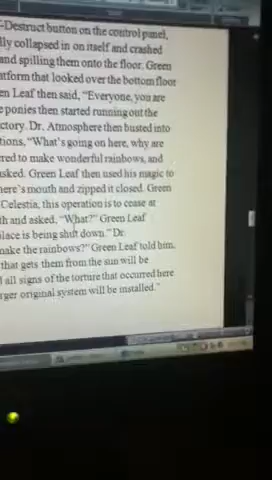 -Destruct button on the control panel,
lly collapsed in on itself and crashed
and spilling them onto the floor. Green
atform that looked over the bottom floor
en Leaf then said, “Everyone, you are
e ponies then started running out the
ctory. Dr. Atmosphere then busted into
tions, “What’s going on here, why are
red to make wonderful rainbows, and
sked. Green Leaf then used his magic to
here’s mouth and zipped it closed. Green
Celestia, this operation is to cease at
th and asked, “What?” Green Leaf
place is being shut down.” Dr.
make the rainbows?” Green Leaf told him,
that gets them from the sun will be
l all signs of the torture that occurred here
rger original system will be installed.”